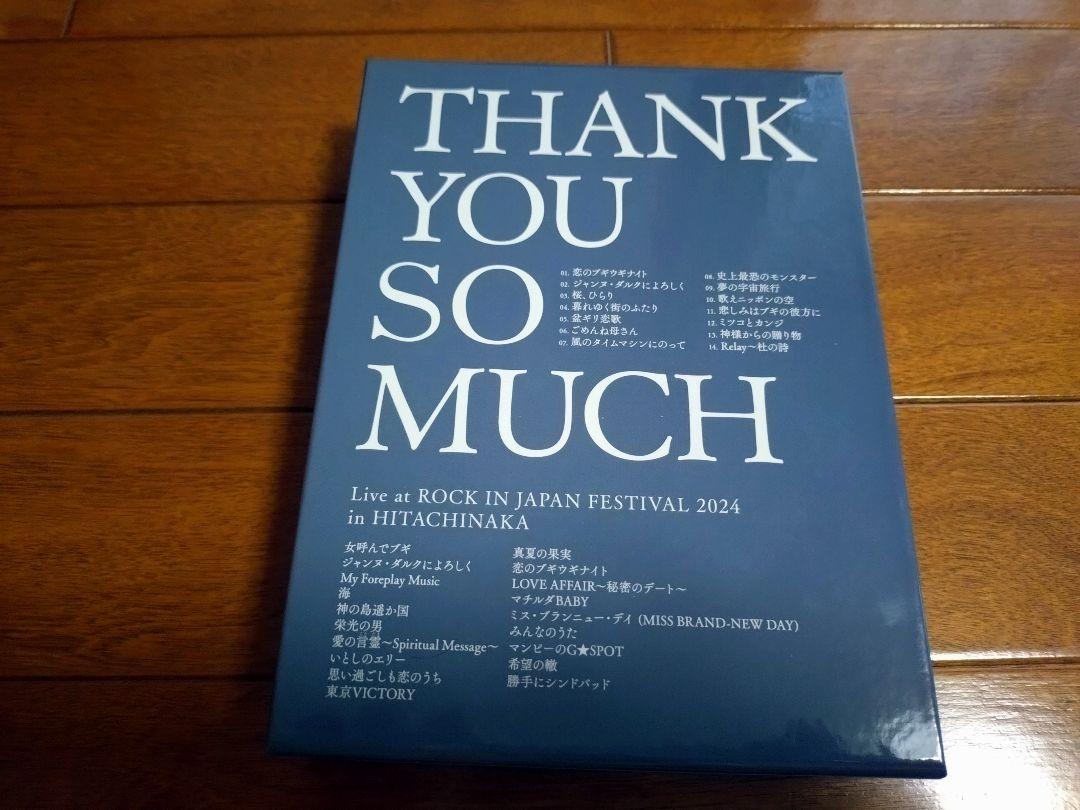 THANK
YOU
SO
MUCH
01. 恋のブギウギナイト
02. ジャンヌ・ダルクによろしく
03. 桜、ひらり
04. 暮れゆく街のふたり
05. 盆ギリ恋歌
06. ごめんね母さん
07. 風のタイムマシンにのって
08. 史上最恐のモンスター
09. 夢の宇宙旅行
10. 歌えニッポンの空
11. 悲しみはブギの彼方に
12. ミツコとカンジ
13. 神様からの贈り物
14. Relay〜杜の詩
Live at ROCK IN JAPAN FESTIVAL 2024
in HITACHINAKA
女呼んでブギ
ジャンヌ・ダルクによろしく
My Foreplay Music
海
神の島遥か国
栄光の男
愛の言霊〜Spiritual Message〜
いとしのエリー
思い過ごしも恋のうち
東京VICTORY
真夏の果実
恋のブギウギナイト
LOVE AFFAIR〜秘密のデート〜
マチルダBABY
ミス・ブランニュー・デイ (MISS BRAND-NEW DAY)
みんなのうた
マンピーのG★SPOT
希望の轍
勝手にシンドバッド